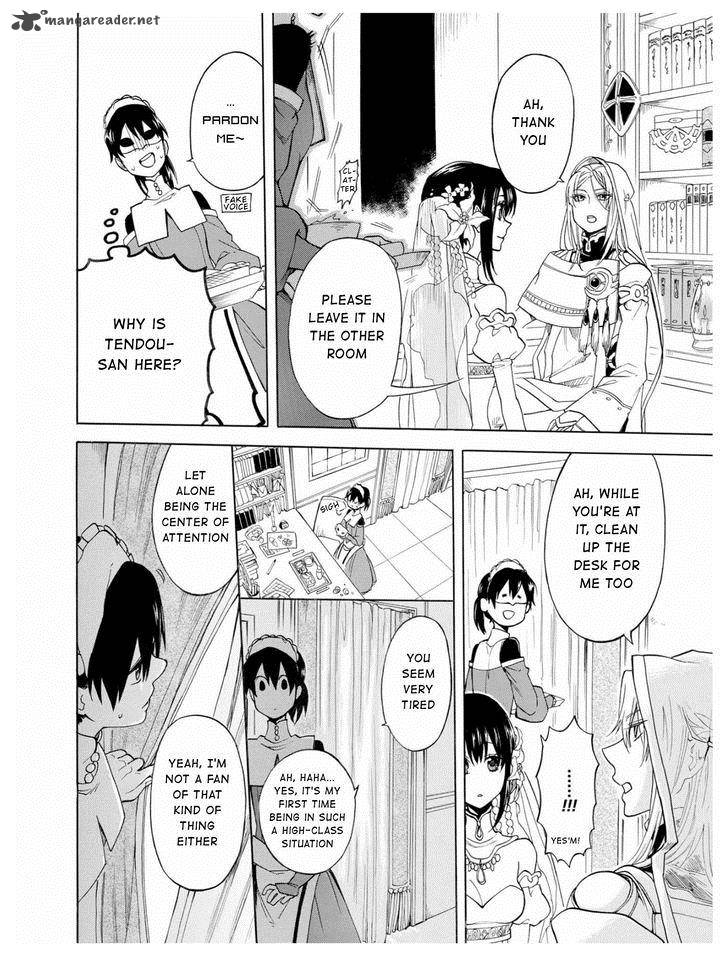 mangareader.net
AH,
THANK
YOU
CL-
AT-
TER
PLEASE
LEAVE IT
IN THE
OTHER
ROOM
...
PARDON
ME~
FAKE
VOICE
WHY IS
TENDOU-
SAN HERE?
AH, WHILE
YOU'RE AT
IT, CLEAN
UP THE
DESK FOR
ME TOO
......
!!!
YES'M!
SIGH
YOU
SEEM
VERY
TIRED
AH, HAHA...
YES, IT'S MY
FIRST TIME
BEING IN SUCH
A HIGH-CLASS
SITUATION
LET
ALONE
BEING THE
CENTER OF
ATTENTION
YEAH, I'M
NOT A FAN
OF THAT
KIND OF
THING
EITHER